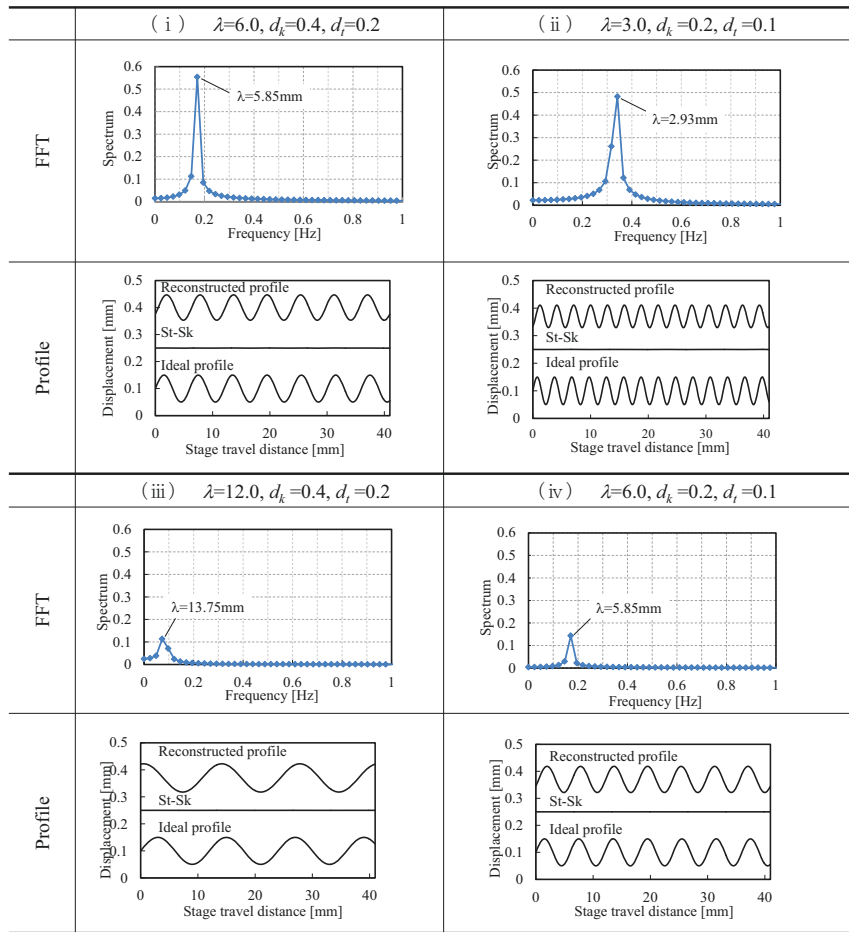 (i) λ=6.0, dk=0.4, dt=0.2
(ii) λ=3.0, dk=0.2, dt=0.1
FFT
Spectrum
0.6
0.5
0.4
0.3
0.2
0.1
0
λ=5.85mm
0 0.2 0.4 0.6 0.8 1
Frequency [Hz]
Spectrum
0.6
0.5
0.4
0.3
0.2
0.1
0
λ=2.93mm
0 0.2 0.4 0.6 0.8 1
Frequency [Hz]
Profile
Displacement [mm]
0.5
0.4
0.3
0.2
0.1
0
Reconstructed profile
St-Sk
Ideal profile
0 10 20 30 40
Stage travel distance [mm]
Displacement [mm]
0.5
0.4
0.3
0.2
0.1
0
Reconstructed profile
St-Sk
Ideal profile
0 10 20 30 40
Stage travel distance [mm]
(iii) λ=12.0, dk=0.4, dt=0.2
(iv) λ=6.0, dk=0.2, dt=0.1
FFT
Spectrum
0.6
0.5
0.4
0.3
0.2
0.1
0
λ=13.75mm
0 0.2 0.4 0.6 0.8 1
Frequency [Hz]
Spectrum
0.6
0.5
0.4
0.3
0.2
0.1
0
λ=5.85mm
0 0.2 0.4 0.6 0.8 1
Frequency [Hz]
Profile
Displacement [mm]
0.5
0.4
0.3
0.2
0.1
0
Reconstructed profile
St-Sk
Ideal profile
0 10 20 30 40
Stage travel distance [mm]
Displacement [mm]
0.5
0.4
0.3
0.2
0.1
0
Reconstructed profile
St-Sk
Ideal profile
0 10 20 30 40
Stage travel distance [mm]